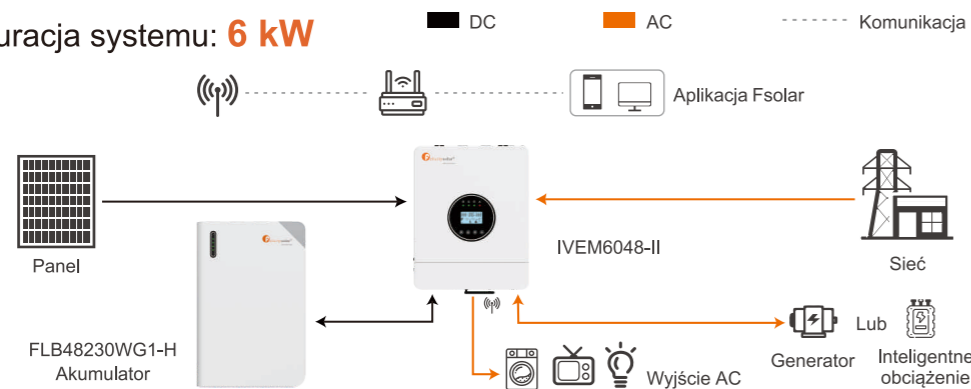 uracja systemu: 6 kW
DC
AC
Komunikacja
Aplikacja Fsolar
Panel
IVEM6048-II
Sieć
FLB48230WG1-H
Akumulator
Wyjście AC
Generator
Lub
Inteligentne
obciążenie